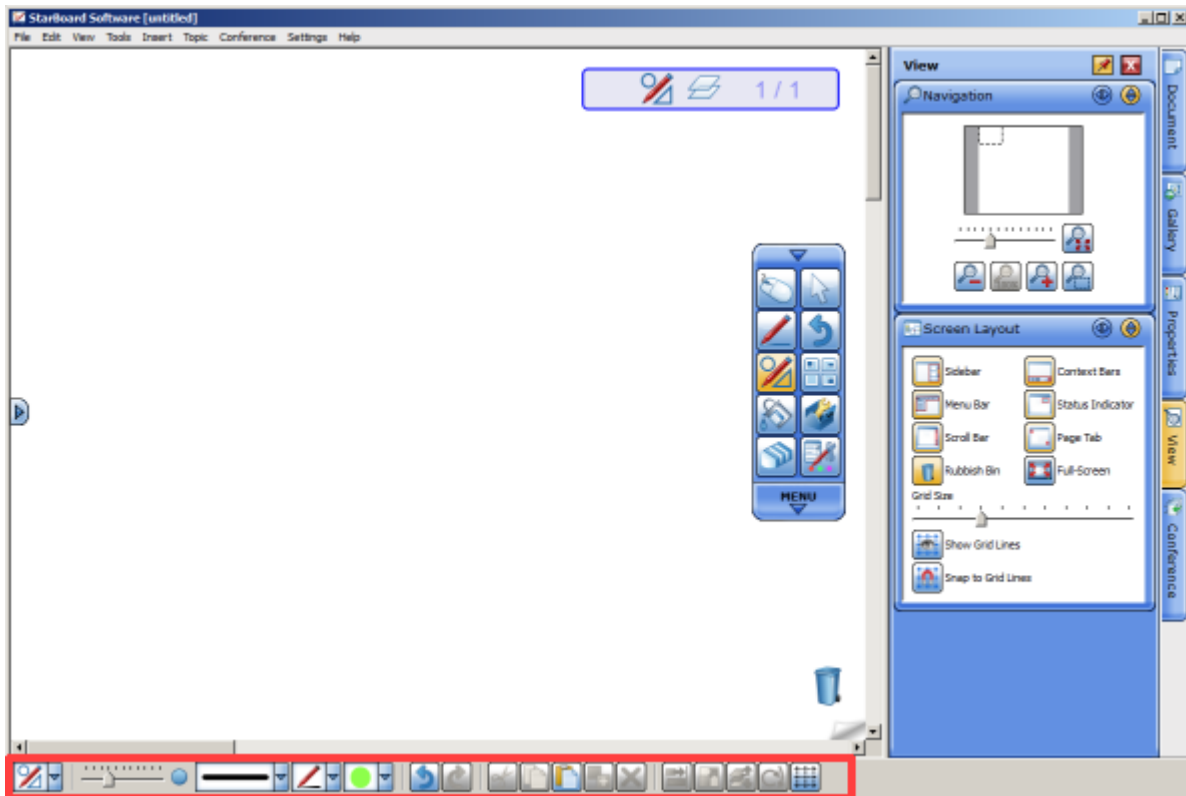 StarBoard Software [untitled]
File Edit View Tools Insert Topic Conference Settings Help
1 / 1
MENU
View
Navigation
Screen Layout
Sidebar
Context Bars
Menu Bar
Status Indicator
Scroll Bar
Page Tab
Rubbish Bin
Full-Screen
Grid Size
Show Grid Lines
Snap to Grid Lines
Document
Gallery
Properties
View
Conference